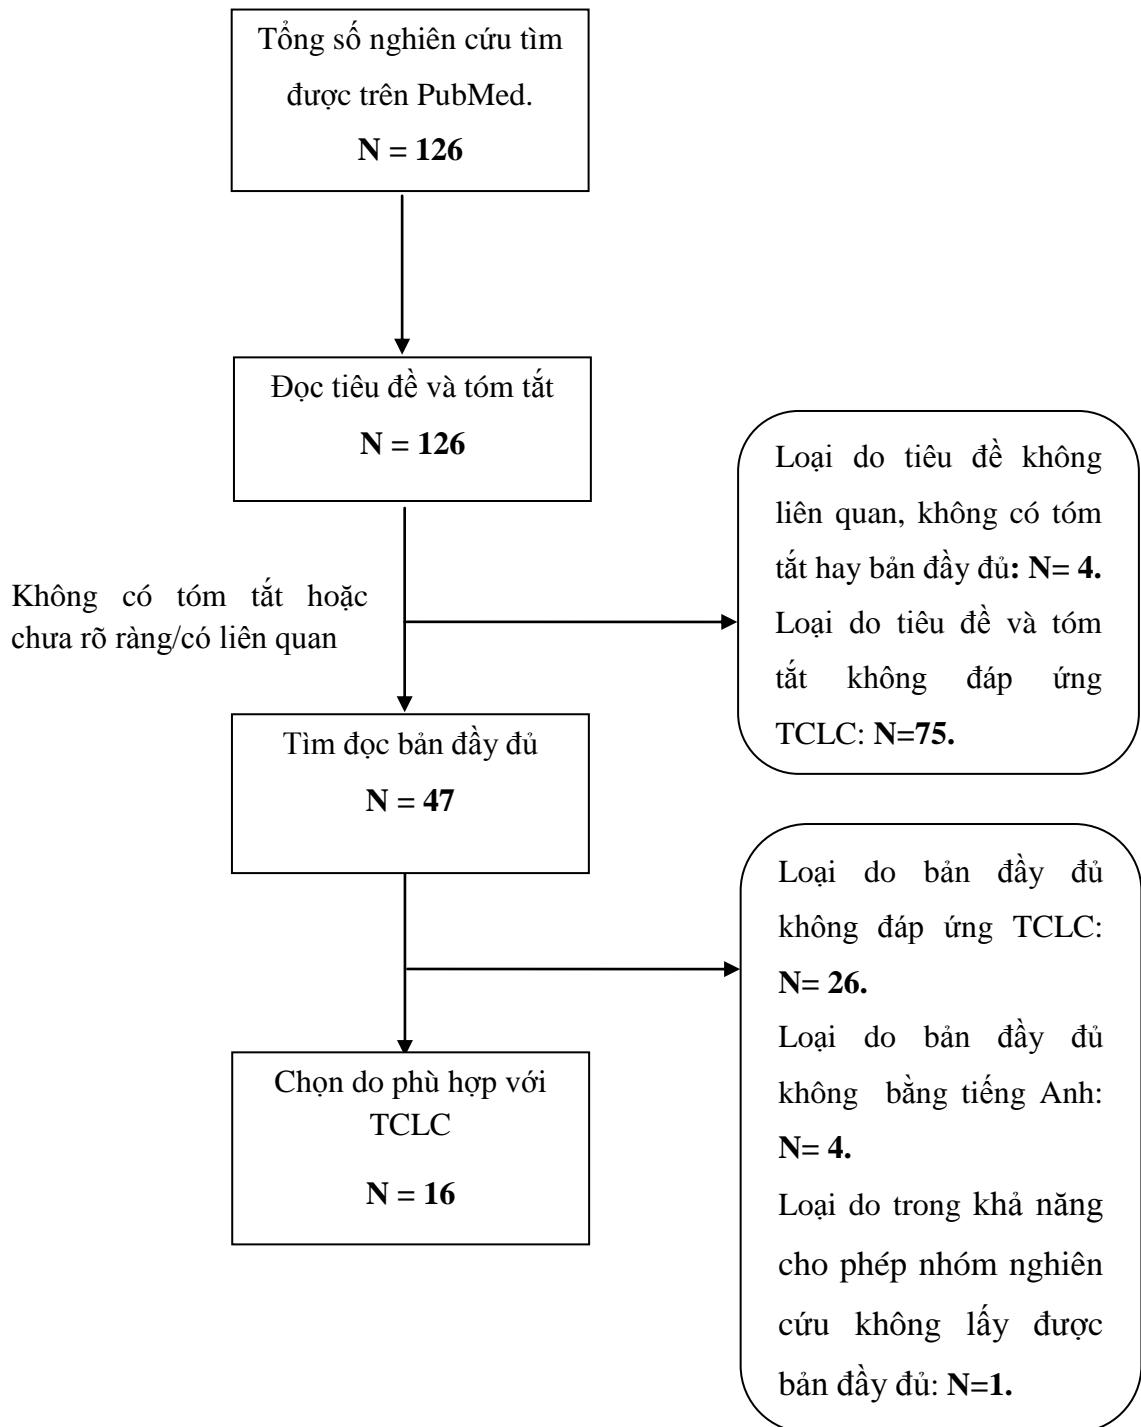 Tổng số nghiên cứu tìm
được trên PubMed.
N = 126
Đọc tiêu đề và tóm tắt
N = 126
Loại do tiêu đề không
liên quan, không có tóm
tắt hay bản đầy đủ: N= 4.
Loại do tiêu đề và tóm
tắt không đáp ứng
TCLC: N=75.
Không có tóm tắt hoặc
chưa rõ ràng/có liên quan
Tìm đọc bản đầy đủ
N = 47
Loại do bản đầy đủ
không đáp ứng TCLC:
N= 26.
Loại do bản đầy đủ
không bằng tiếng Anh:
N= 4.
Loại do trong khả năng
cho phép nhóm nghiên
cứu không lấy được
bản đầy đủ: N=1.
Chọn do phù hợp với
TCLC
N = 16